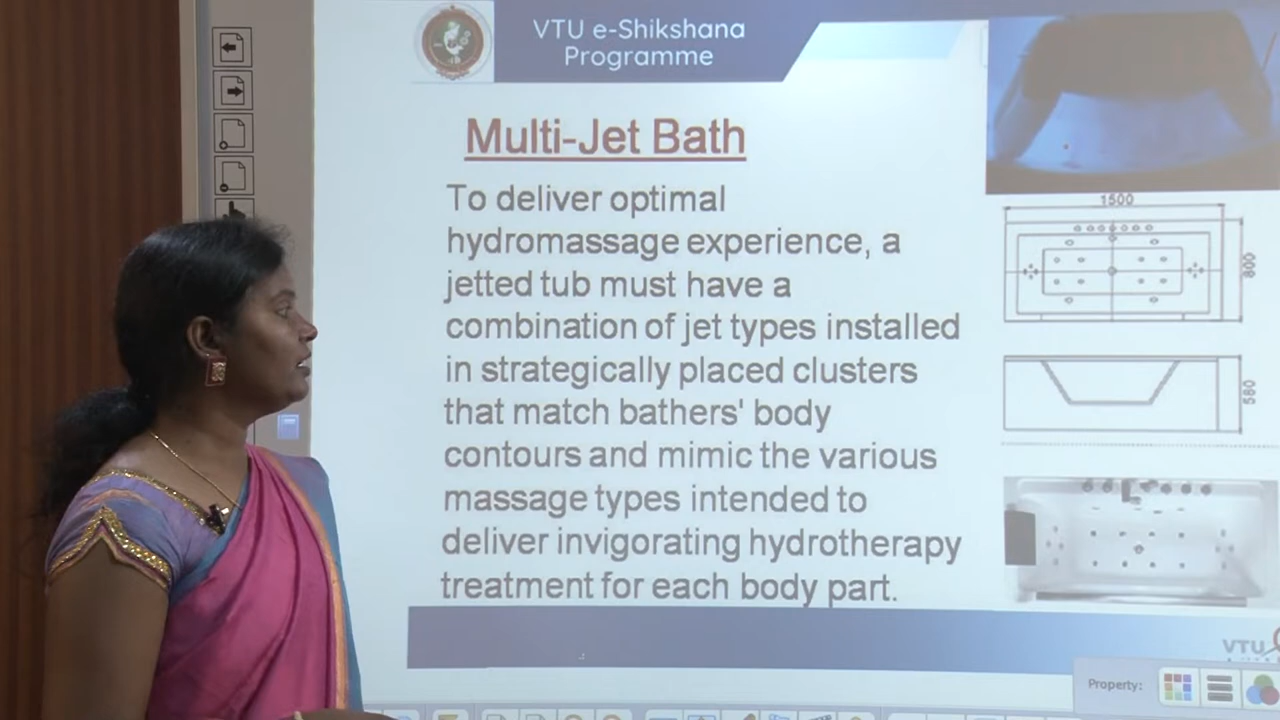 VTU e-Shikshana
Programme
Multi-Jet Bath
To deliver optimal
hydromassage experience, a
jetted tub must have a
combination of jet types installed
in strategically placed clusters
that match bathers' body
contours and mimic the various
massage types intended to
deliver invigorating hydrotherapy
treatment for each body part.
1500
800
580
VTU
Property: